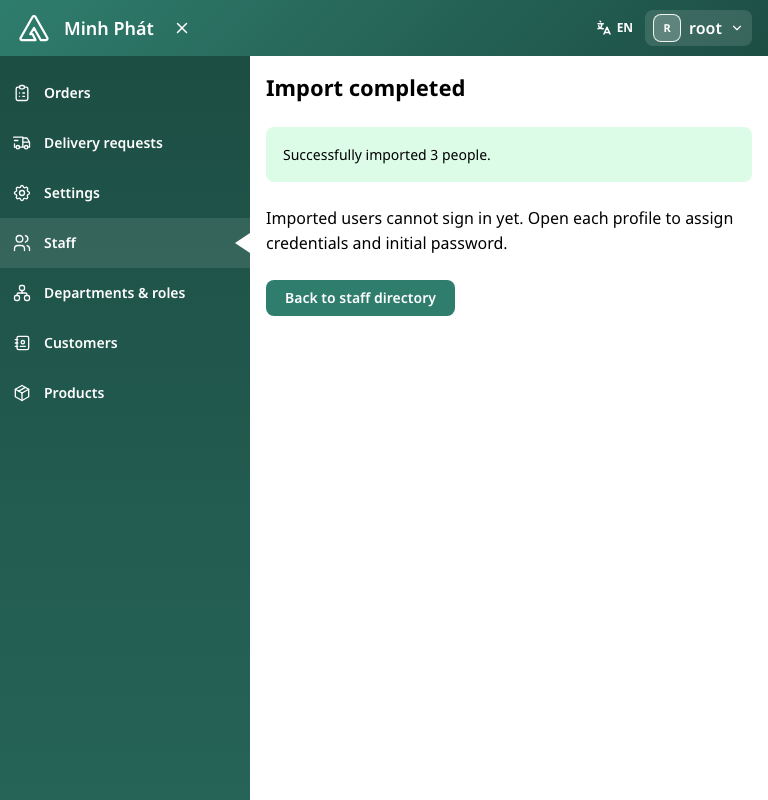 Minh Phát
EN
R
root
Orders
Delivery requests
Settings
Staff
Departments & roles
Customers
Products
Import completed
Successfully imported 3 people.
Imported users cannot sign in yet. Open each profile to assign
credentials and initial password.
Back to staff directory